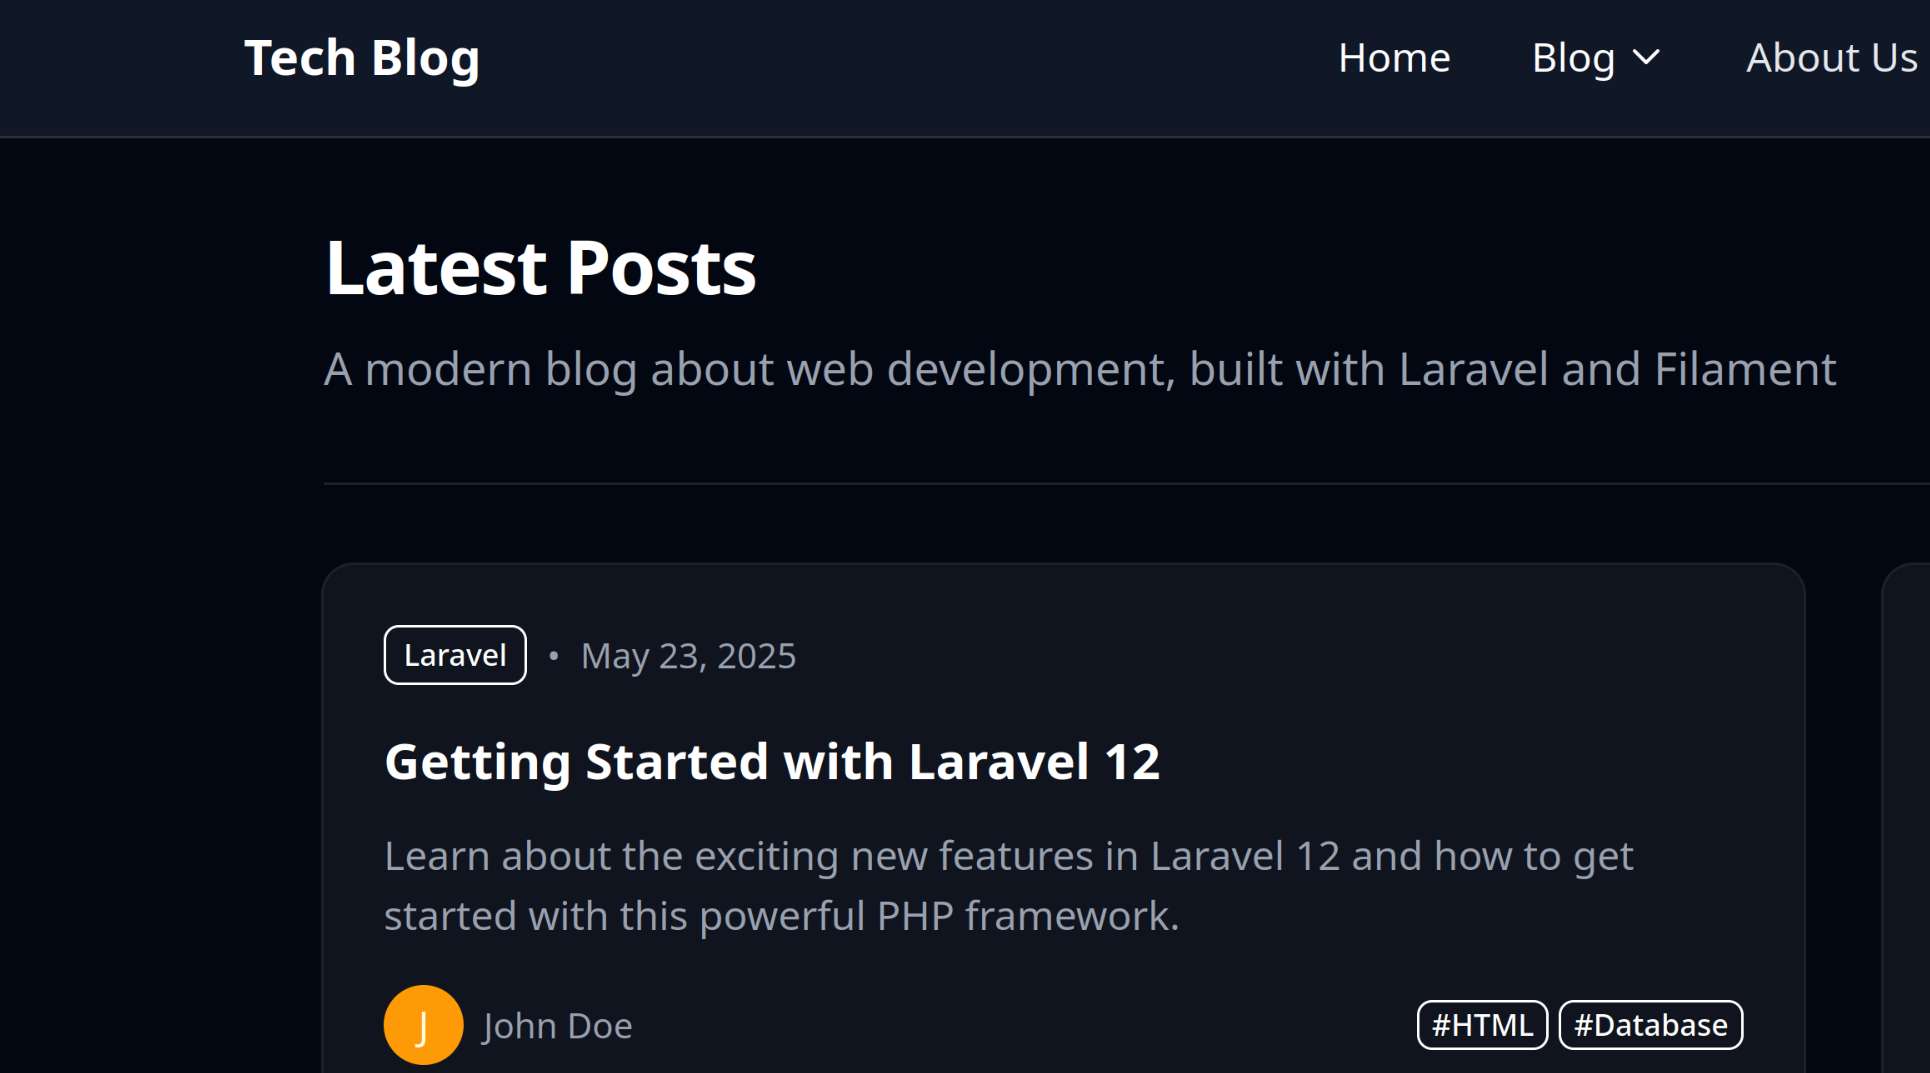 Tech Blog
Home Blog About Us
Latest Posts
A modern blog about web development, built with Laravel and Filament
Laravel • May 23, 2025
Getting Started with Laravel 12
Learn about the exciting new features in Laravel 12 and how to get
started with this powerful PHP framework.
J John Doe #HTML #Database